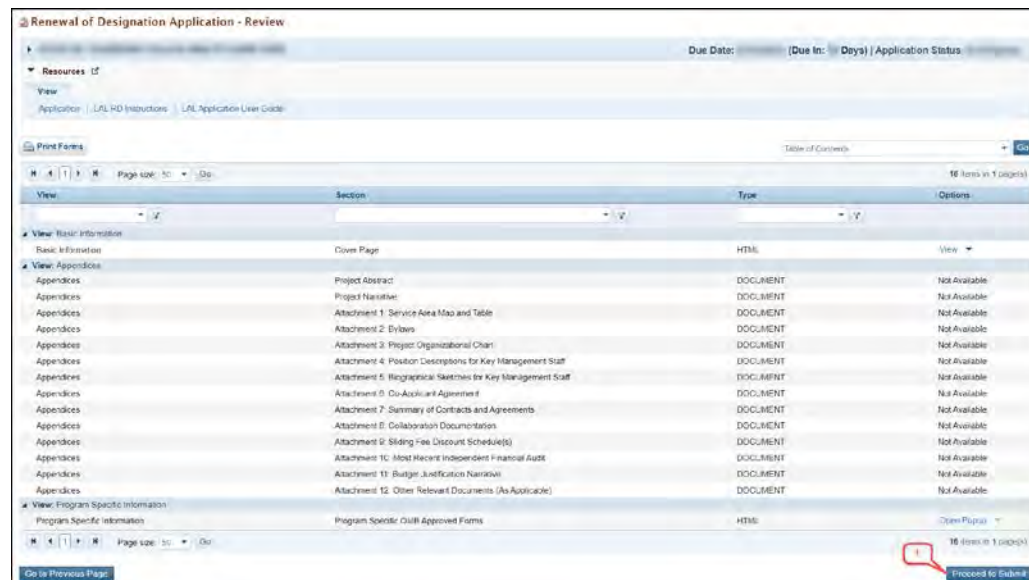 Renewal of Designation Application - Review
Due Date: (Due In: Days) | Application Status:
Resources
View
Application | LAL RD Instructions | LAL Application User Guide
Print Forms Table of Contents Go
1 Page size: 50 Go 16 items in 1 page(s)
View Section Type Options
View: Basic Information
Basic Information Cover Page HTML View
View: Appendices
Appendices Project Abstract DOCUMENT Not Available
Appendices Project Narrative DOCUMENT Not Available
Appendices Attachment 1: Service Area Map and Table DOCUMENT Not Available
Appendices Attachment 2: Bylaws DOCUMENT Not Available
Appendices Attachment 3: Project Organizational Chart DOCUMENT Not Available
Appendices Attachment 4: Position Descriptions for Key Management Staff DOCUMENT Not Available
Appendices Attachment 5: Biographical Sketches for Key Management Staff DOCUMENT Not Available
Appendices Attachment 6: Co-Applicant Agreement DOCUMENT Not Available
Appendices Attachment 7: Summary of Contracts and Agreements DOCUMENT Not Available
Appendices Attachment 8: Collaboration Documentation DOCUMENT Not Available
Appendices Attachment 9: Sliding Fee Discount Schedule(s) DOCUMENT Not Available
Appendices Attachment 10: Most Recent Independent Financial Audit DOCUMENT Not Available
Appendices Attachment 11: Budget Justification Narrative DOCUMENT Not Available
Appendices Attachment 12: Other Relevant Documents (As Applicable) DOCUMENT Not Available
View: Program Specific Information
Program Specific Information Program Specific OMB Approved Forms HTML Open Popup
1 Page size: 50 Go 16 items in 1 page(s)
1
Go to Previous Page Proceed to Submit